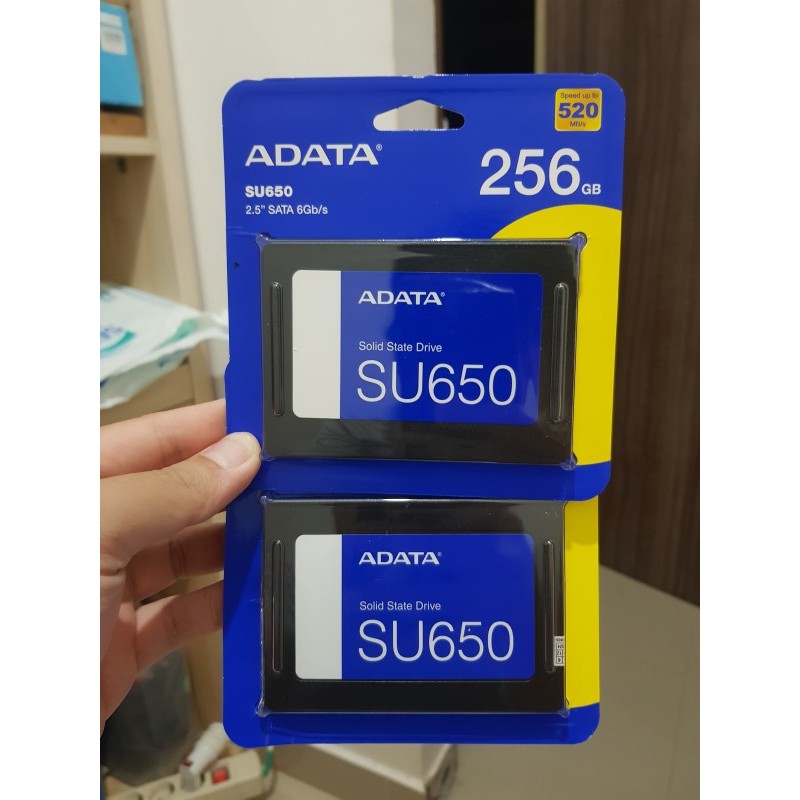 Speed up to
520
MB/s
ADATA®
256GB
SU650
2.5" SATA 6Gb/s
ADATA®
Solid State Drive
SU650
ADATA®
Solid State Drive
SU650